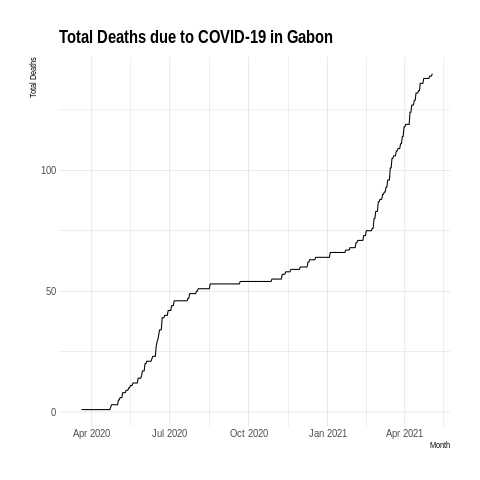 Total Deaths due to COVID-19 in Gabon
Total Deaths
100
50
0
Apr 2020 Jul 2020 Oct 2020 Jan 2021 Apr 2021
Month